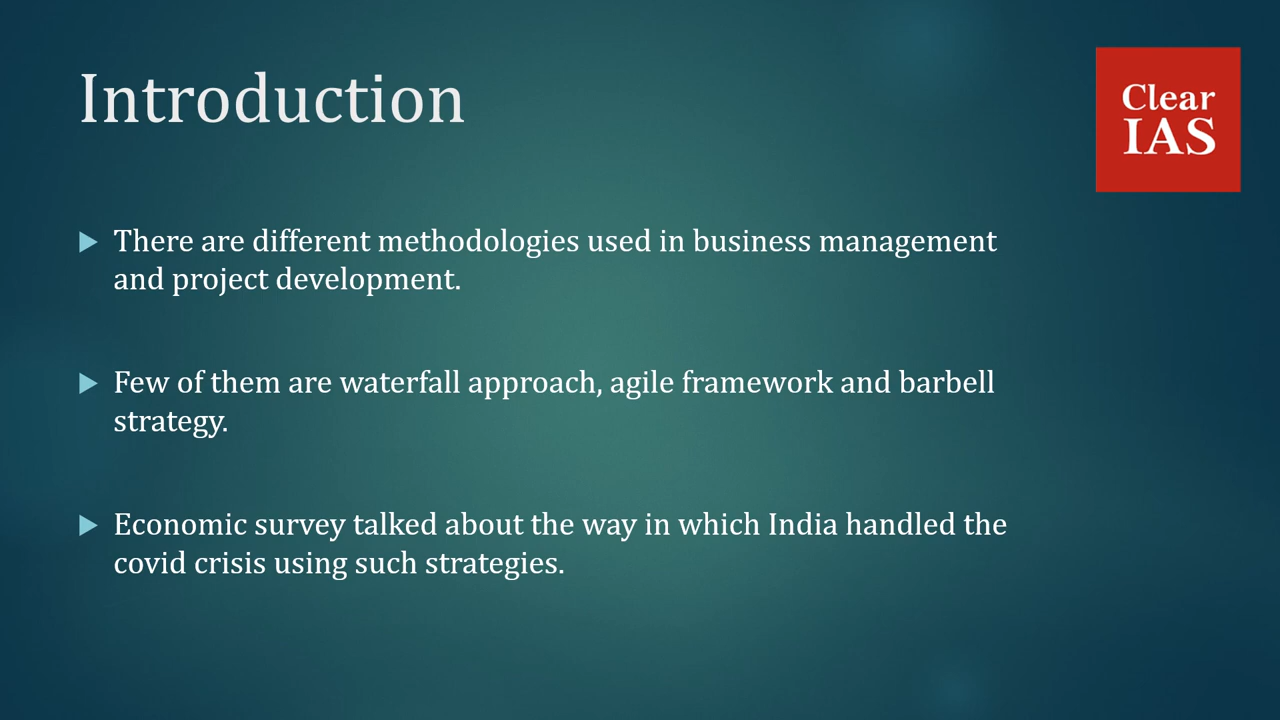 Introduction
Clear
IAS
There are different methodologies used in business management
and project development.
Few of them are waterfall approach, agile framework and barbell
strategy.
Economic survey talked about the way in which India handled the
covid crisis using such strategies.